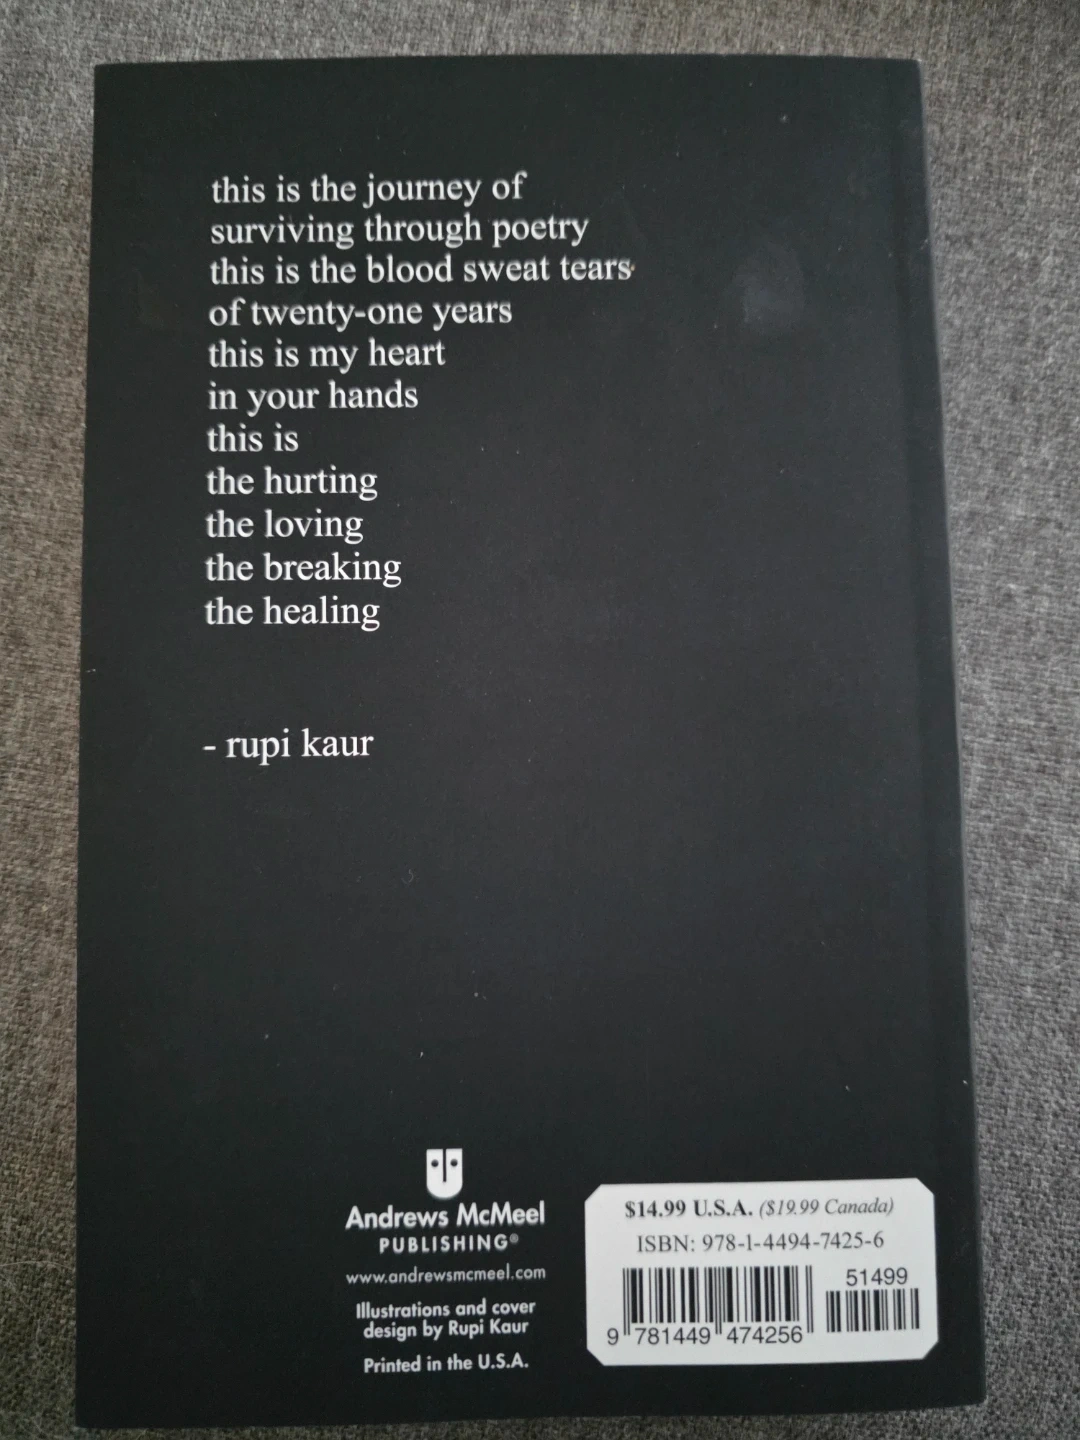 this is the journey of
surviving through poetry
this is the blood sweat tears
of twenty-one years
this is my heart
in your hands
this is
the hurting
the loving
the breaking
the healing
- rupi kaur
Andrews McMeel
PUBLISHING®
www.andrewsmcmeel.com
Illustrations and cover
design by Rupi Kaur
Printed in the U.S.A.
$14.99 U.S.A. ($19.99 Canada)
ISBN: 978-1-4494-7425-6
51499
9 781449 474256